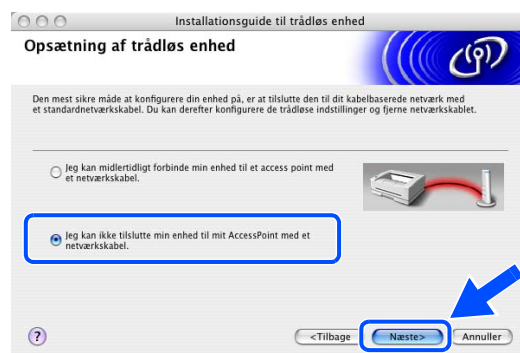 Installationsguide til trådløs enhed
Opsætning af trådløs enhed
Den mest sikre måde at konfigurere din enhed på, er at tilslutte den til dit kabelbaserede netværk med
et standardnetværkskabel. Du kan derefter konfigurere de trådløse indstillinger og fjerne netværkskablet.
Jeg kan midlertidigt forbinde min enhed til et access point med
et netværkskabel.
Jeg kan ikke tilslutte min enhed til mit AccessPoint med et
netværkskabel.
?
<Tilbage
Næste>
Annuller